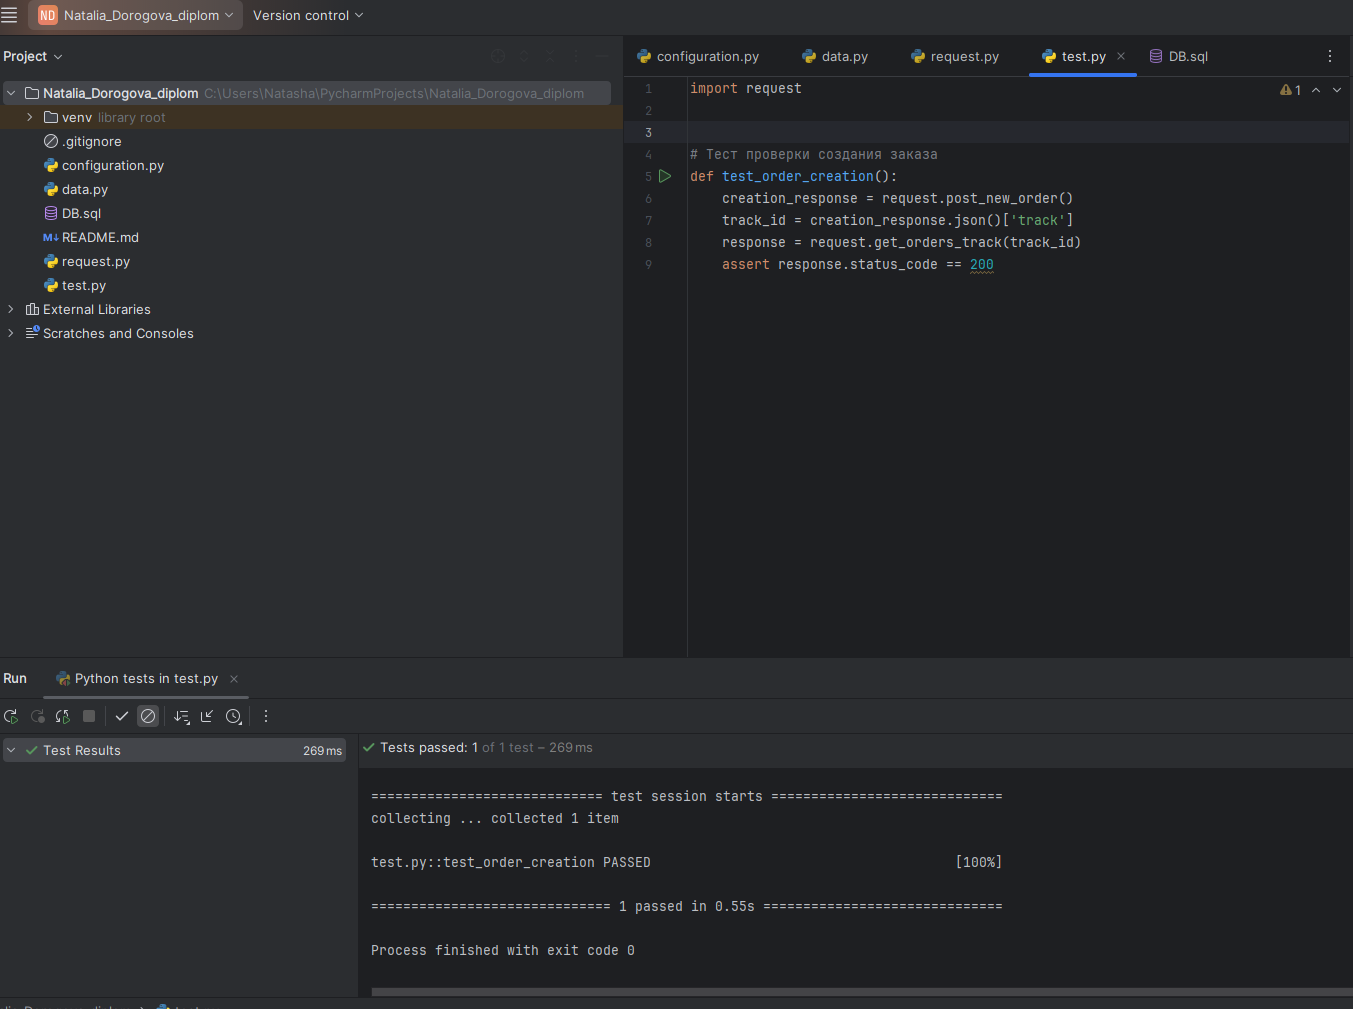 ND Natalia_Dorogova_diplom Version control
Project
configuration.py data.py request.py test.py DB.sql
Natalia_Dorogova_diplom C:\Users\Natasha\PycharmProjects\Natalia_Dorogova_diplom
venv library root
.gitignore
configuration.py
data.py
DB.sql
README.md
request.py
test.py
External Libraries
Scratches and Consoles
1 import request
1
2
3
4 # Тест проверки создания заказа
5 def test_order_creation():
6 creation_response = request.post_new_order()
7 track_id = creation_response.json()['track']
8 response = request.get_orders_track(track_id)
9 assert response.status_code == 200
Run Python tests in test.py
Test Results 269 ms
Tests passed: 1 of 1 test – 269 ms
============================= test session starts =============================
collecting ... collected 1 item
test.py::test_order_creation PASSED [100%]
============================== 1 passed in 0.55s ==============================
Process finished with exit code 0